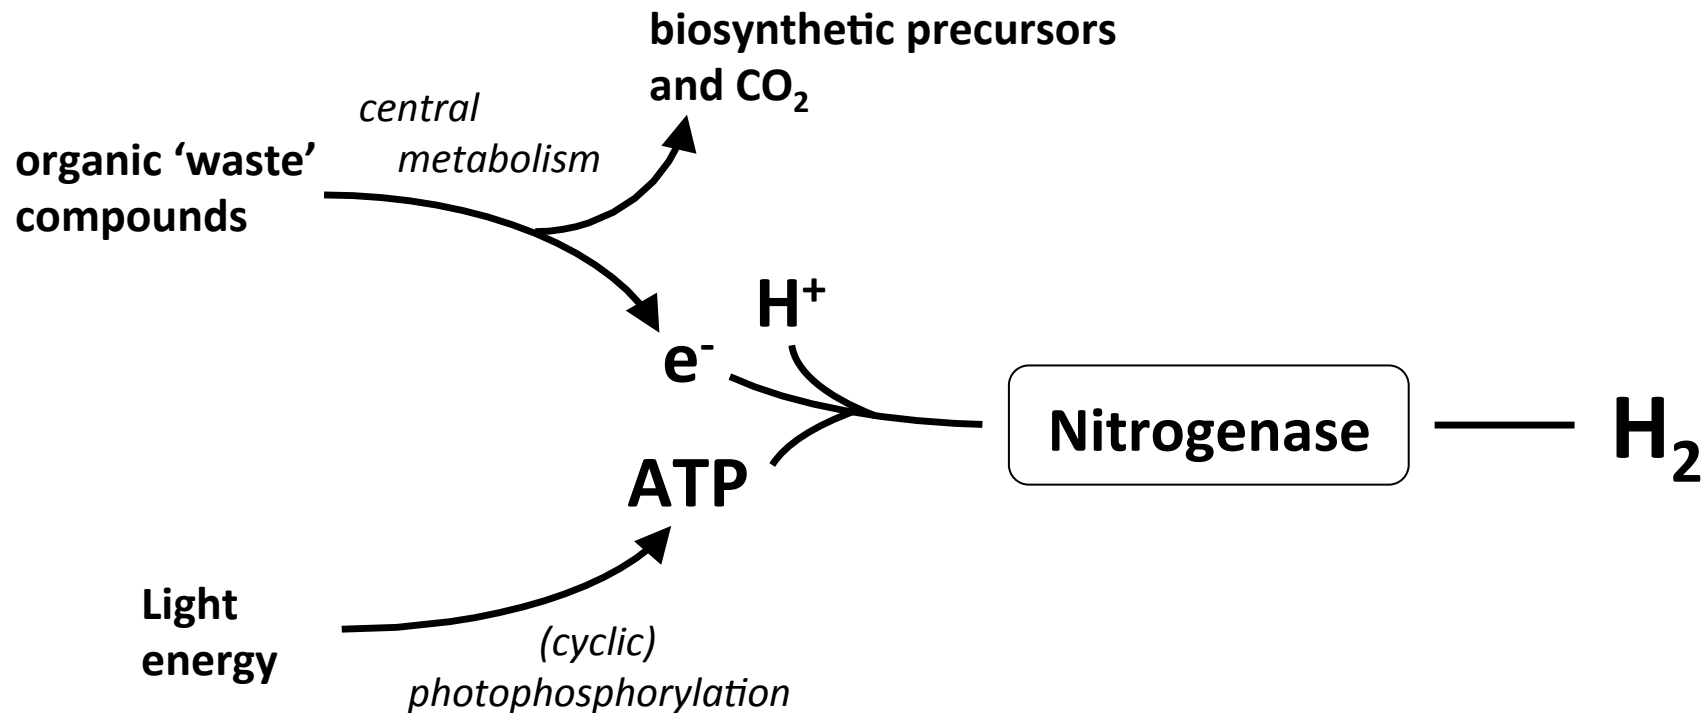 biosynthetic precursors
and CO₂
central
metabolism
organic ‘waste’
compounds
H⁺
e⁻
Nitrogenase
H₂
ATP
Light
energy
(cyclic)
photophosphorylation